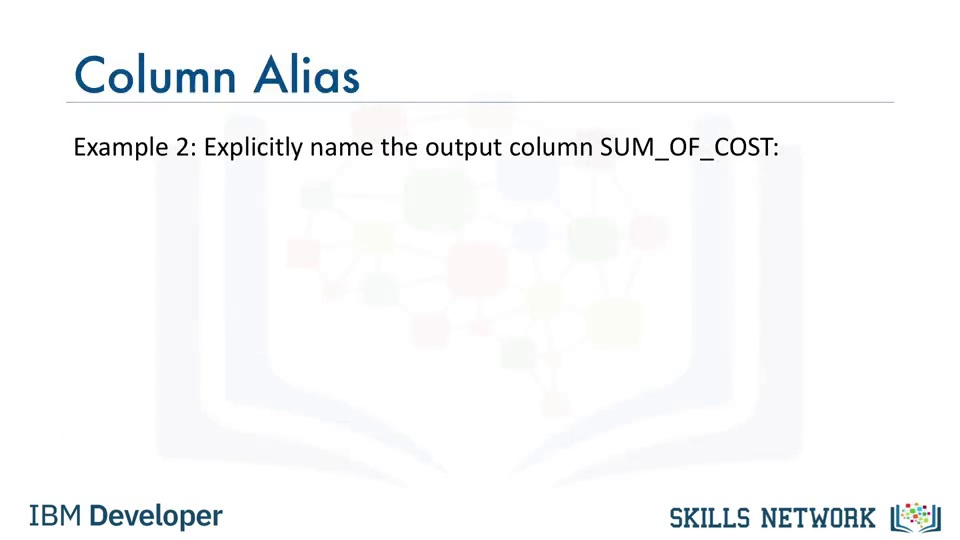 Column Alias
Example 2: Explicitly name the output column SUM_OF_COST:
IBM Developer
SKILLS NETWORK